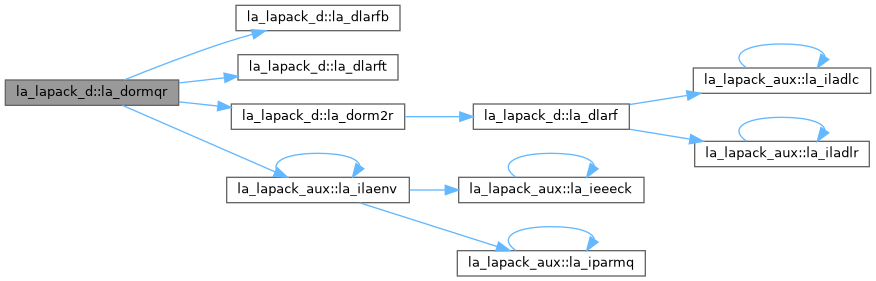 la_lapack_d::la_dormqr
la_lapack_d::la_dlarfb
la_lapack_d::la_dlarft
la_lapack_d::la_dorm2r
la_lapack_d::la_dlarf
la_lapack_aux::la_iladlc
la_lapack_aux::la_iladlr
la_lapack_aux::la_ilaenv
la_lapack_aux::la_ieeeck
la_lapack_aux::la_iparmq